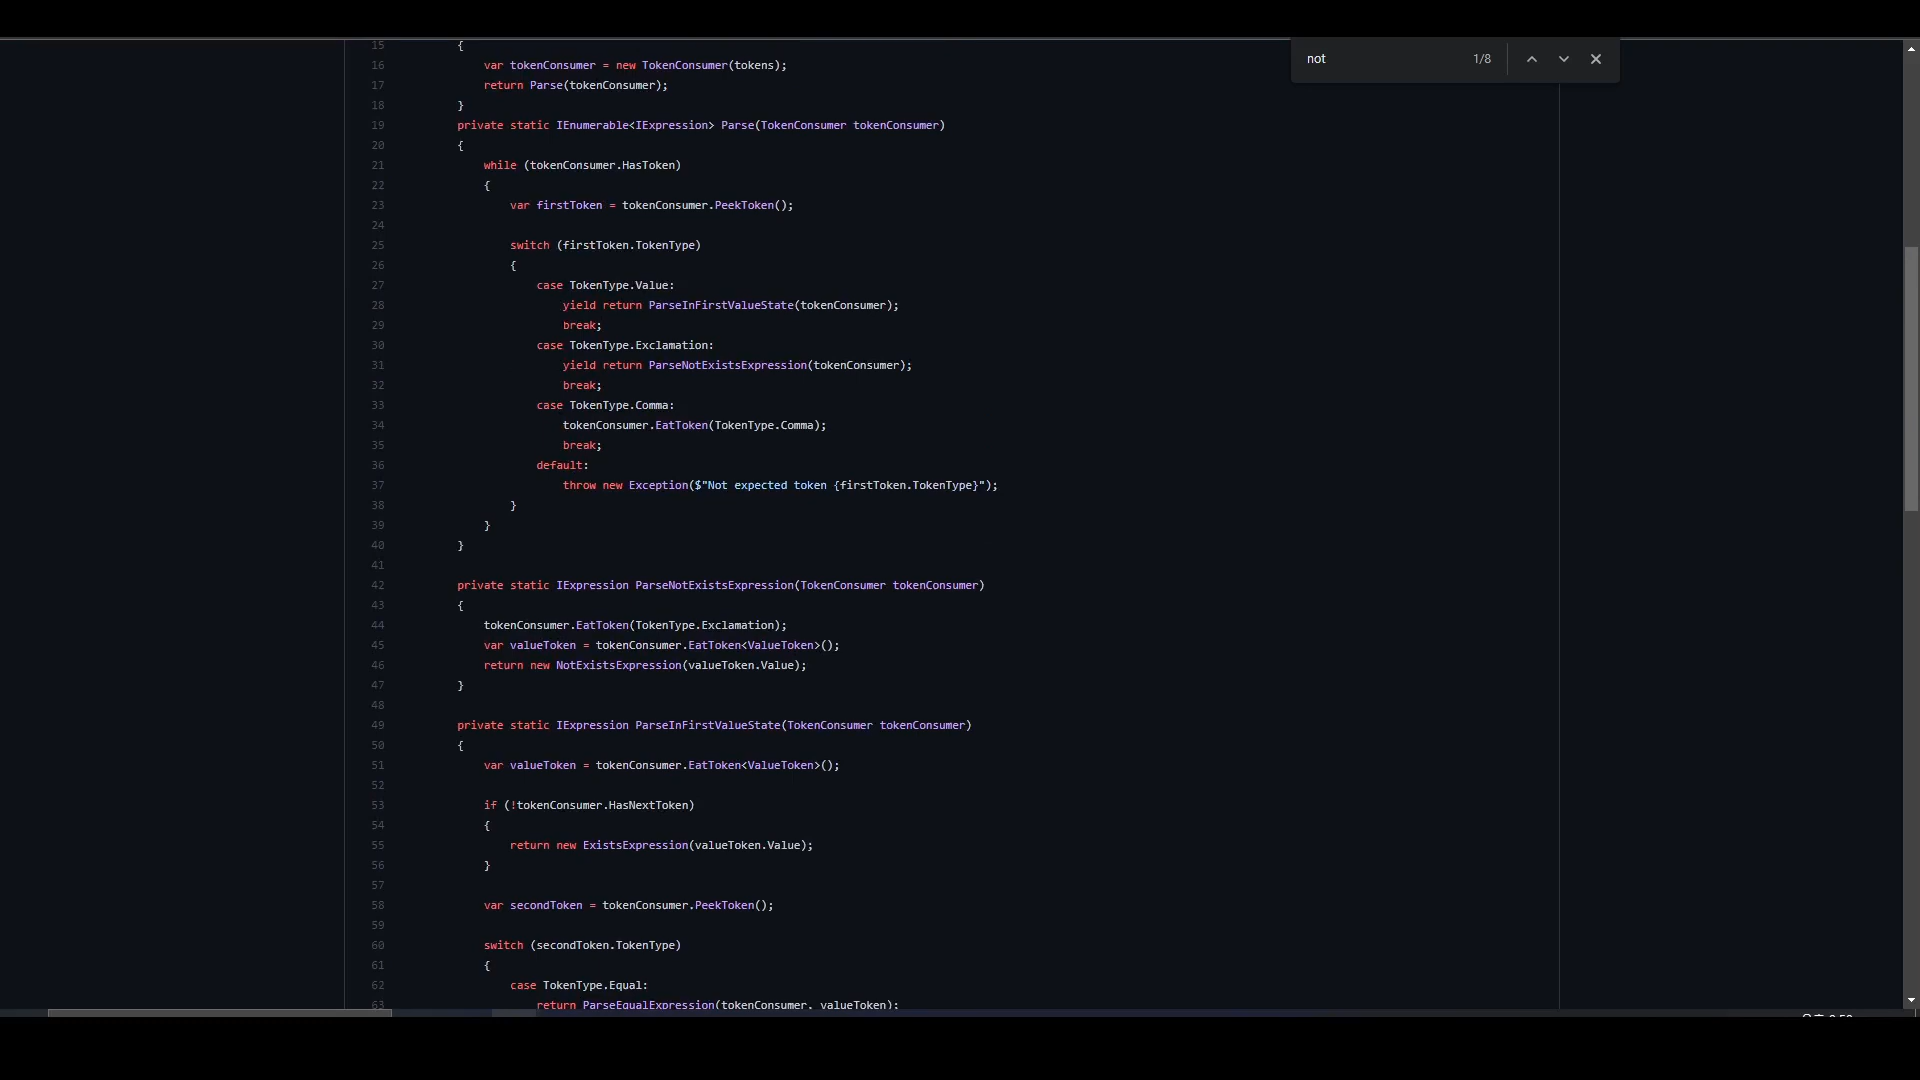 not 1/8
15 {
16 var tokenConsumer = new TokenConsumer(tokens);
17 return Parse(tokenConsumer);
18 }
19 private static IEnumerable<IExpression> Parse(TokenConsumer tokenConsumer)
20 {
21 while (tokenConsumer.HasToken)
22 {
23 var firstToken = tokenConsumer.PeekToken();
24
25 switch (firstToken.TokenType)
26 {
27 case TokenType.Value:
28 yield return ParseInFirstValueState(tokenConsumer);
29 break;
30 case TokenType.Exclamation:
31 yield return ParseNotExistsExpression(tokenConsumer);
32 break;
33 case TokenType.Comma:
34 tokenConsumer.EatToken(TokenType.Comma);
35 break;
36 default:
37 throw new Exception($"Not expected token {firstToken.TokenType}");
38 }
39 }
40 }
41
42 private static IExpression ParseNotExistsExpression(TokenConsumer tokenConsumer)
43 {
44 tokenConsumer.EatToken(TokenType.Exclamation);
45 var valueToken = tokenConsumer.EatToken<ValueToken>();
46 return new NotExistsExpression(valueToken.Value);
47 }
48
49 private static IExpression ParseInFirstValueState(TokenConsumer tokenConsumer)
50 {
51 var valueToken = tokenConsumer.EatToken<ValueToken>();
52
53 if (!tokenConsumer.HasNextToken)
54 {
55 return new ExistsExpression(valueToken.Value);
56 }
57
58 var secondToken = tokenConsumer.PeekToken();
59
60 switch (secondToken.TokenType)
61 {
62 case TokenType.Equal:
63 return ParseEqualExpression(tokenConsumer, valueToken);